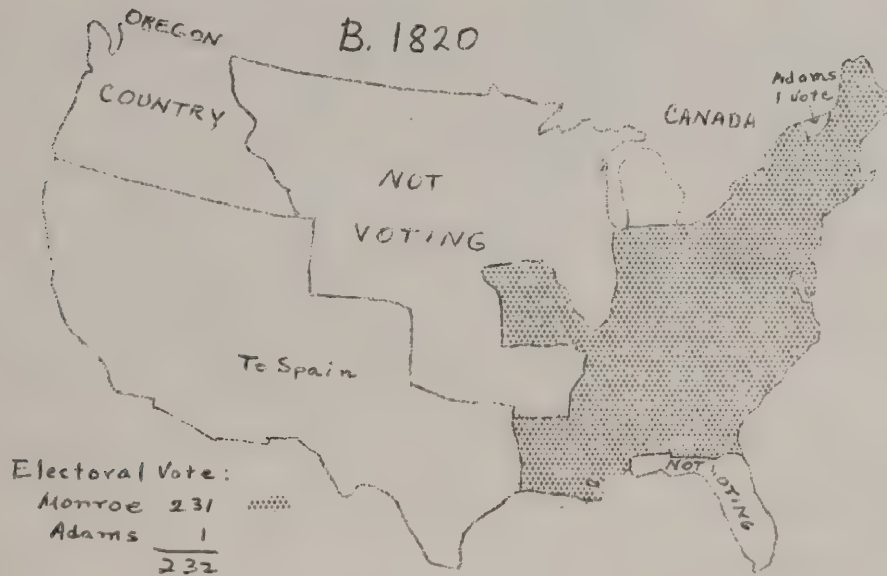 B. 1820
OREGON
COUNTRY
Adams
1 Vote
CANADA
NOT
VOTING
To Spain
NOT VOTING
Electoral Vote:
Monroe 231
Adams 1
232